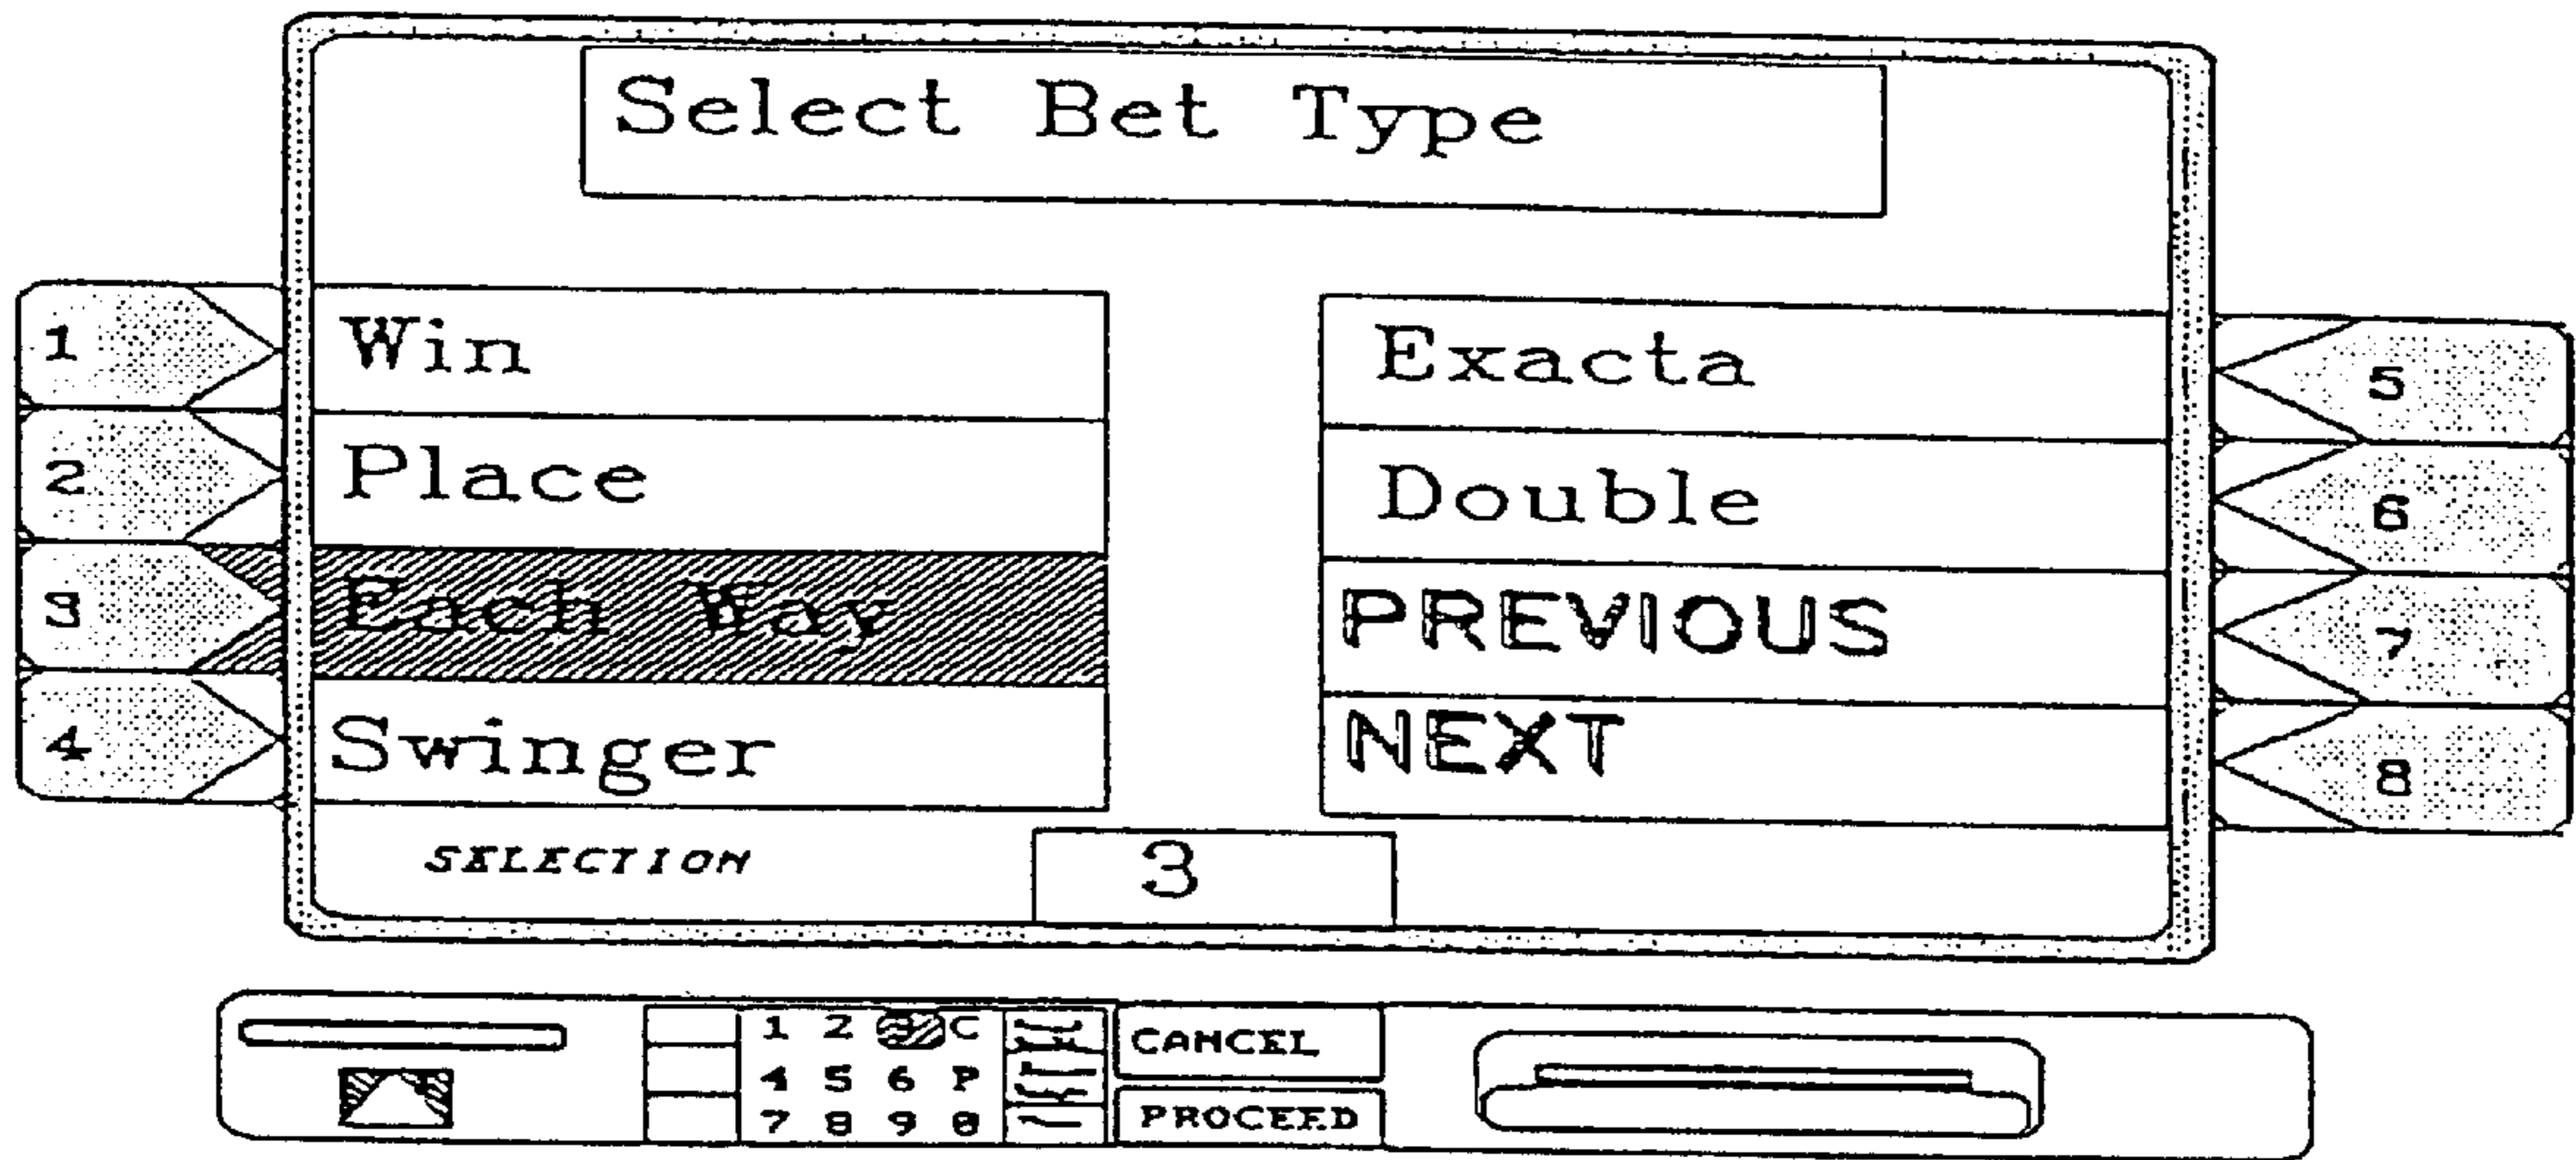 Select Bet Type
1 Win
2 Place
3 Each Way
4 Swinger
Exacta 5
Double 6
PREVIOUS 7
NEXT 8
SELECTION 3
1 2 3 C
4 5 6 P
7 8 9 0
CANCEL
PROCEED